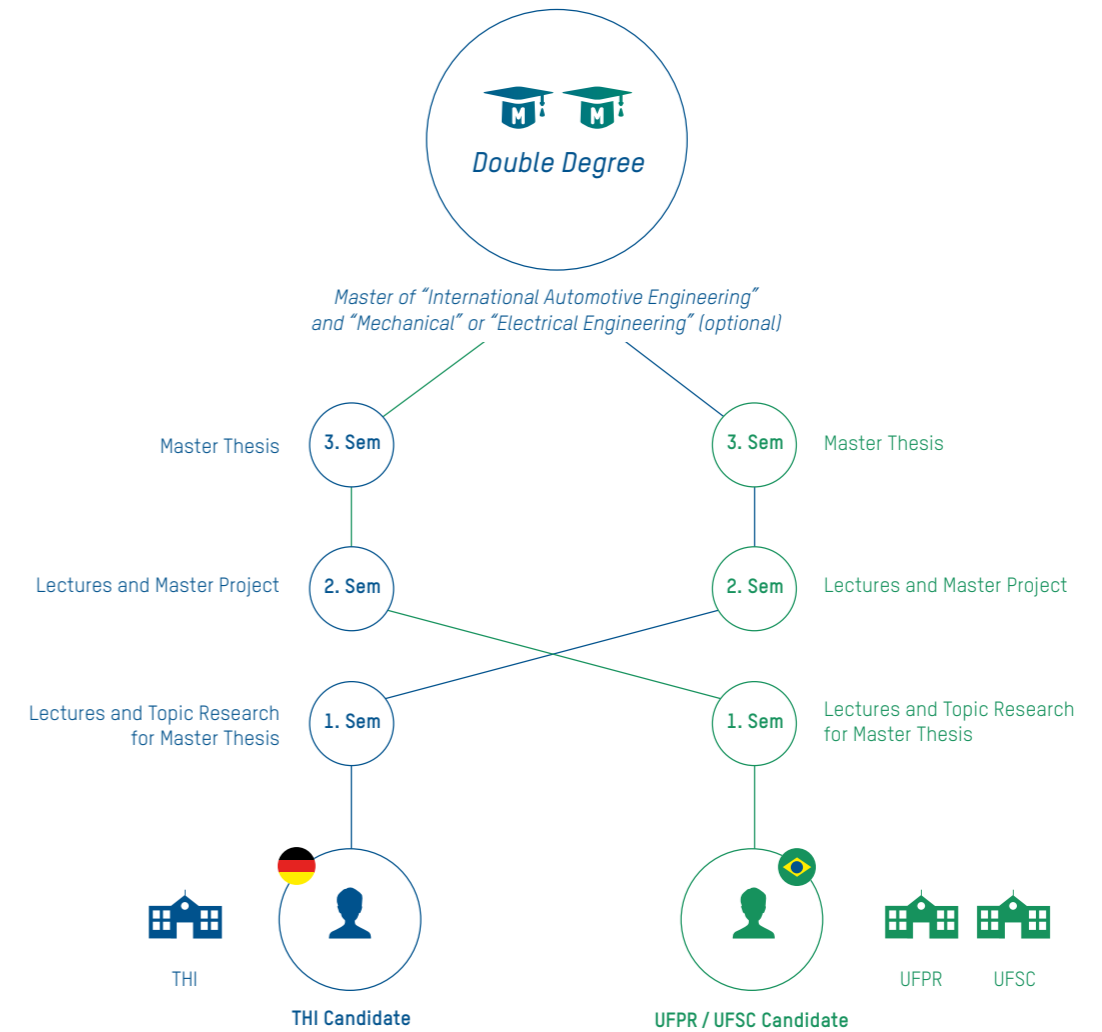 M M
Double Degree
Master of "International Automotive Engineering"
and "Mechanical" or "Electrical Engineering" (optional)
Master Thesis
3. Sem
3. Sem
Master Thesis
Lectures and Master Project
2. Sem
2. Sem
Lectures and Master Project
Lectures and Topic Research
for Master Thesis
1. Sem
1. Sem
Lectures and Topic Research
for Master Thesis
THI
UFPR
UFSC
THI Candidate
UFPR / UFSC Candidate